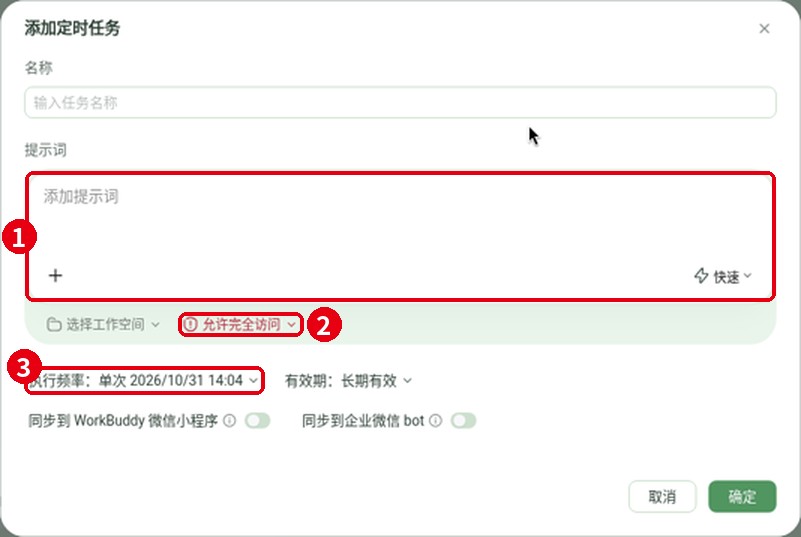 添加定时任务
名称
输入任务名称
提示词
添加提示词
1
快速
选择工作空间 允许完全访问 2
3
执行频率：单次 2026/10/31 14:04 有效期：长期有效
同步到 WorkBuddy 微信小程序 同步到企业微信 bot
取消 确定